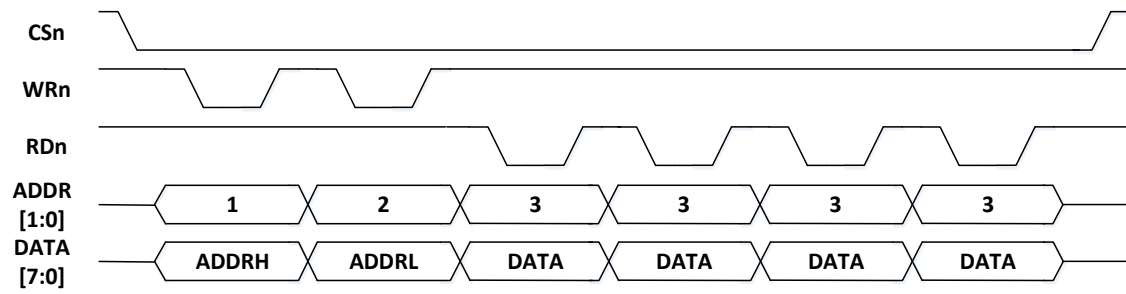 CSn
WRn
RDn
ADDR
[1:0]
1 2 3 3 3 3
DATA
[7:0]
ADDRH ADDRL DATA DATA DATA DATA